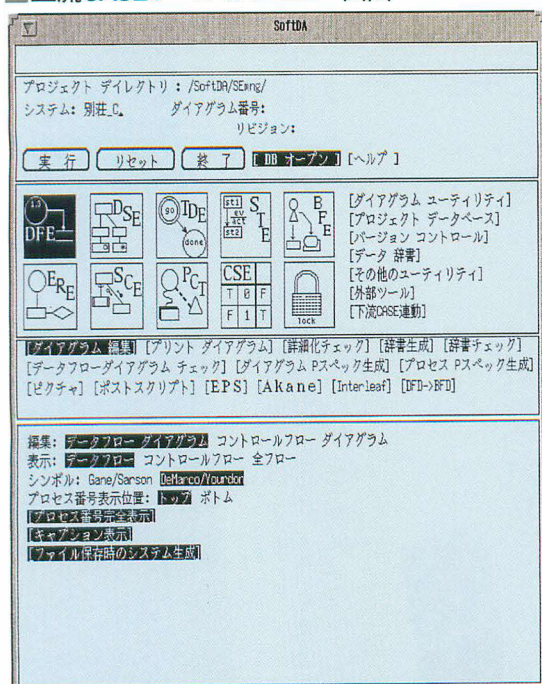 SoftDA
プロジェクト デイレクトリ : /SoftDA/SEmng/
システム: 別荘_C ダイアグラム番号:
リビジョン:
実 行 リセット 終 了 [ DB オープン ] [ヘルプ ]
1.3 DFE DSE go TDE done st1 ev act st2 STE BFE
[ダイアグラム ユーティリティ]
[プロジェクト データベース]
[バージョン コントロール]
[データ 辞書]
[その他のユーティリティ]
[外部ツール]
[下流CASE連動]
ERE SCE PCT CSE T 0 F F 1 T lock
[ダイアグラム 編集] [プリント ダイアグラム] [詳細化チェック] [辞書生成] [辞書チェック]
[データフローダイアグラム チェック] [ダイアグラム Pスペック生成] [プロセス Pスペック生成]
[ピクチャ] [ポストスクリプト] [EPS] [Akane] [Interleaf] [DFD->BFD]
編集: データフロー ダイアグラム コントロールフロー ダイアグラム
表示: データフロー コントロールフロー 全フロー
シンボル: Gane/Sarson DeMarco/Yourdon
プロセス番号表示位置: トップ ボトム
[プロセス番号完全表示]
[キャプション表示]
[ファイル保存時のシステム生成]